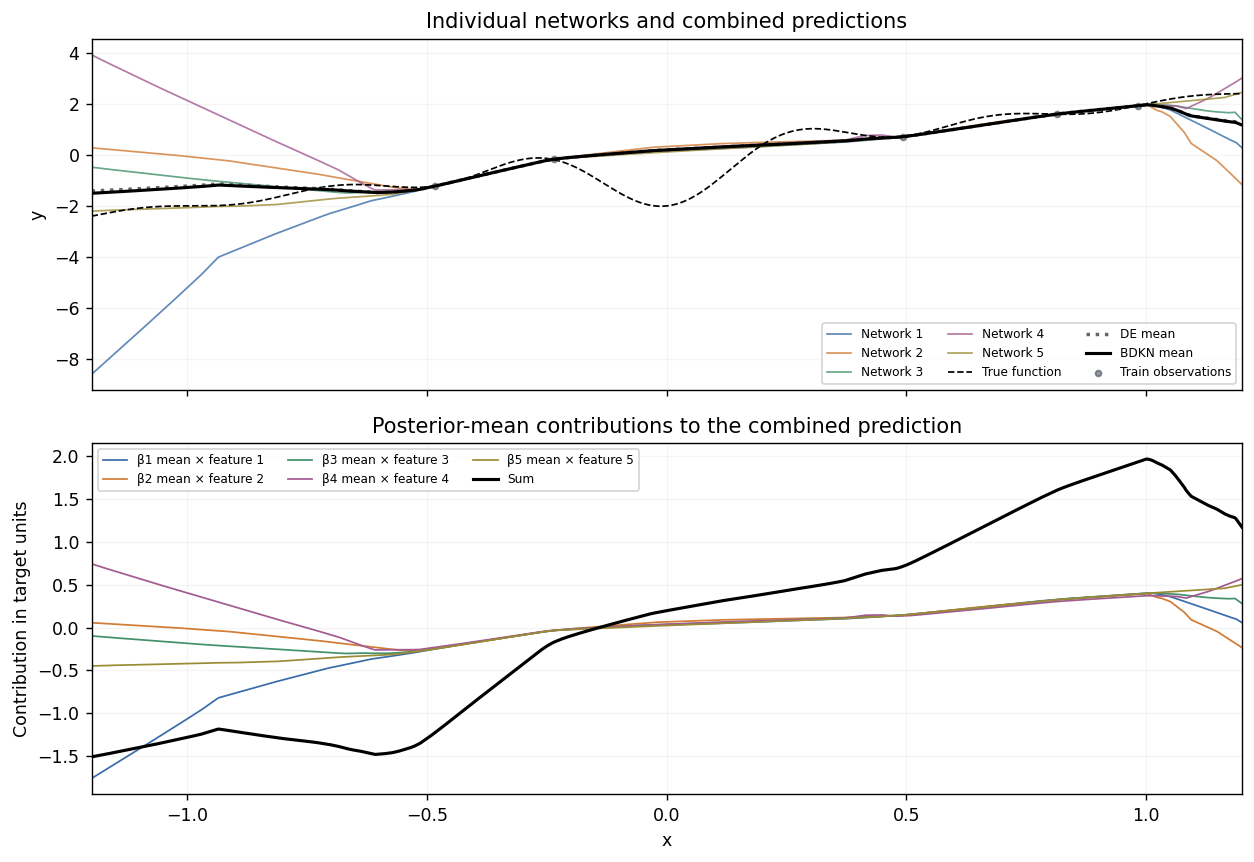 Individual networks and combined predictions
4
2
0
−2
−4
−6
−8
y
Network 1
Network 2
Network 3
Network 4
Network 5
True function
DE mean
BDKN mean
Train observations
Posterior-mean contributions to the combined prediction
2.0
1.5
1.0
0.5
0.0
−0.5
−1.0
−1.5
Contribution in target units
β1 mean × feature 1
β2 mean × feature 2
β3 mean × feature 3
β4 mean × feature 4
β5 mean × feature 5
Sum
−1.0
−0.5
0.0
0.5
1.0
x